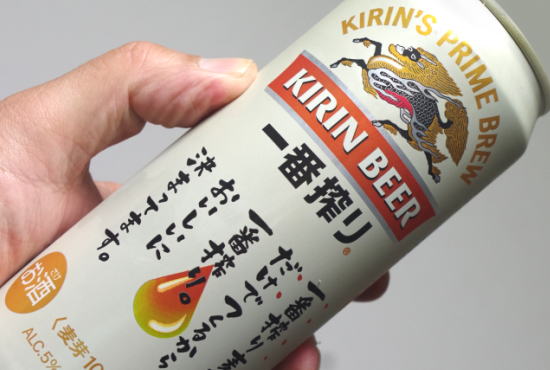 KIRIN'S PRIME BREW
KIRIN BEER
一番搾り
一番搾り麦
だけでつくるから
一番搾り。
おいしいに
決まってます。
お酒
ALC.5%